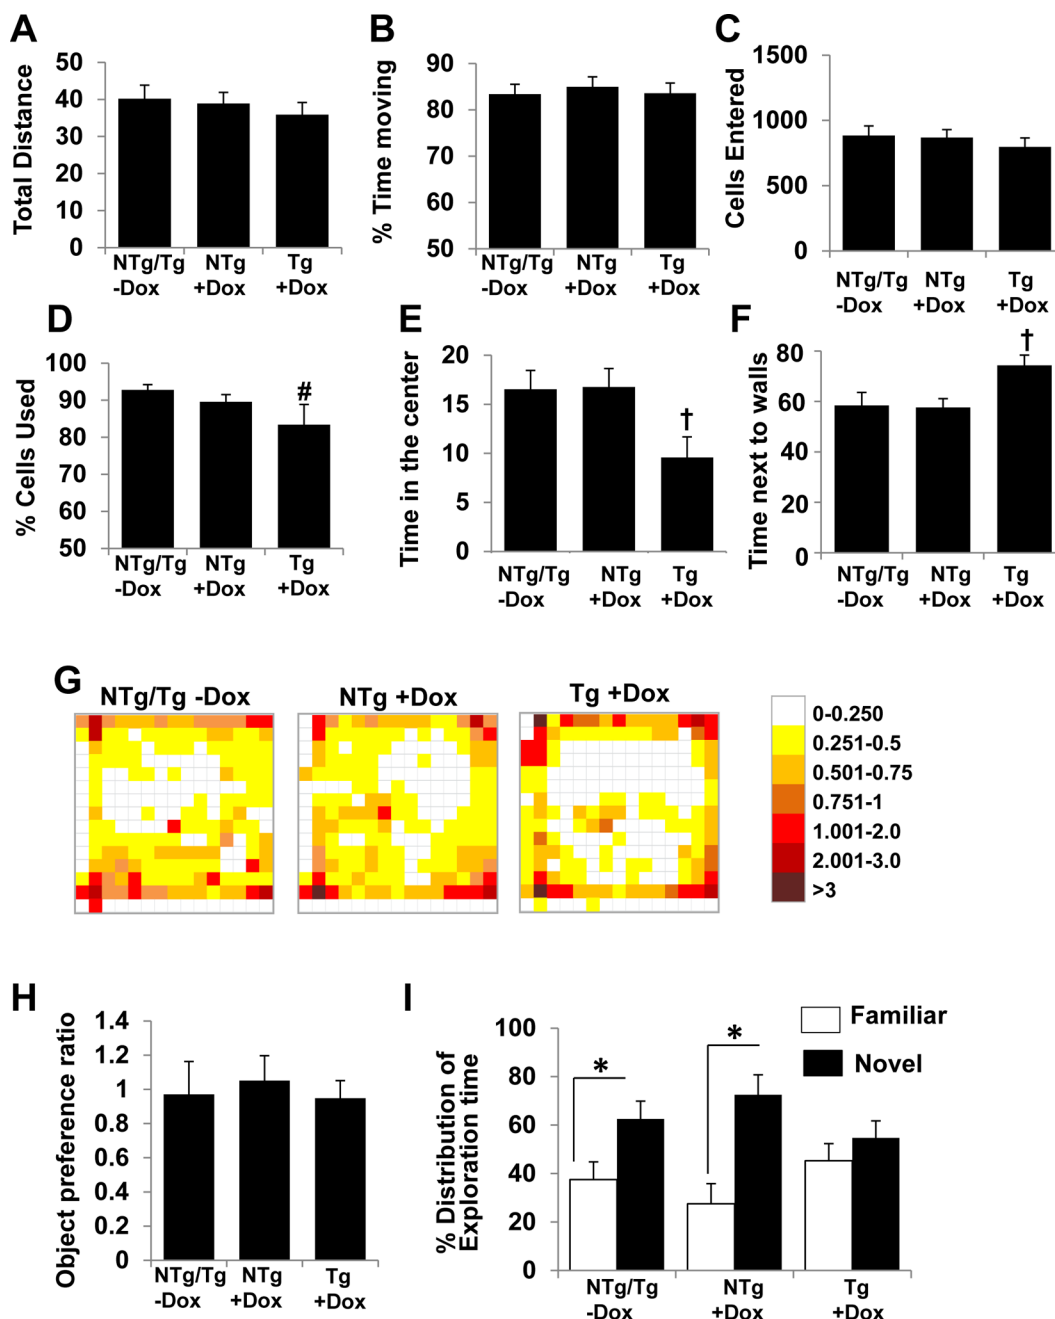 A
Total Distance
50
40
30
20
10
0
NTg/Tg NTg Tg
-Dox +Dox +Dox
B
% Time moving
90
80
70
60
50
NTg/Tg NTg Tg
-Dox +Dox +Dox
C
Cells Entered
1500
1000
500
0
NTg/Tg NTg Tg
-Dox +Dox +Dox
D
% Cells Used
100
90
80
70
60
50
#
NTg/Tg NTg Tg
-Dox +Dox +Dox
E
Time in the center
20
15
10
5
0
†
NTg/Tg NTg Tg
-Dox +Dox +Dox
F
Time next to walls
80
60
40
20
0
†
NTg/Tg NTg Tg
-Dox +Dox +Dox
G
NTg/Tg -Dox NTg +Dox Tg +Dox
0-0.250
0.251-0.5
0.501-0.75
0.751-1
1.001-2.0
2.001-3.0
>3
H
Object preference ratio
1.4
1.2
1
0.8
0.6
0.4
0.2
0
NTg/Tg NTg Tg
-Dox +Dox +Dox
I
% Distribution of
Exploration time
100
80
60
40
20
0
* *
Familiar
Novel
NTg/Tg NTg Tg
-Dox +Dox +Dox